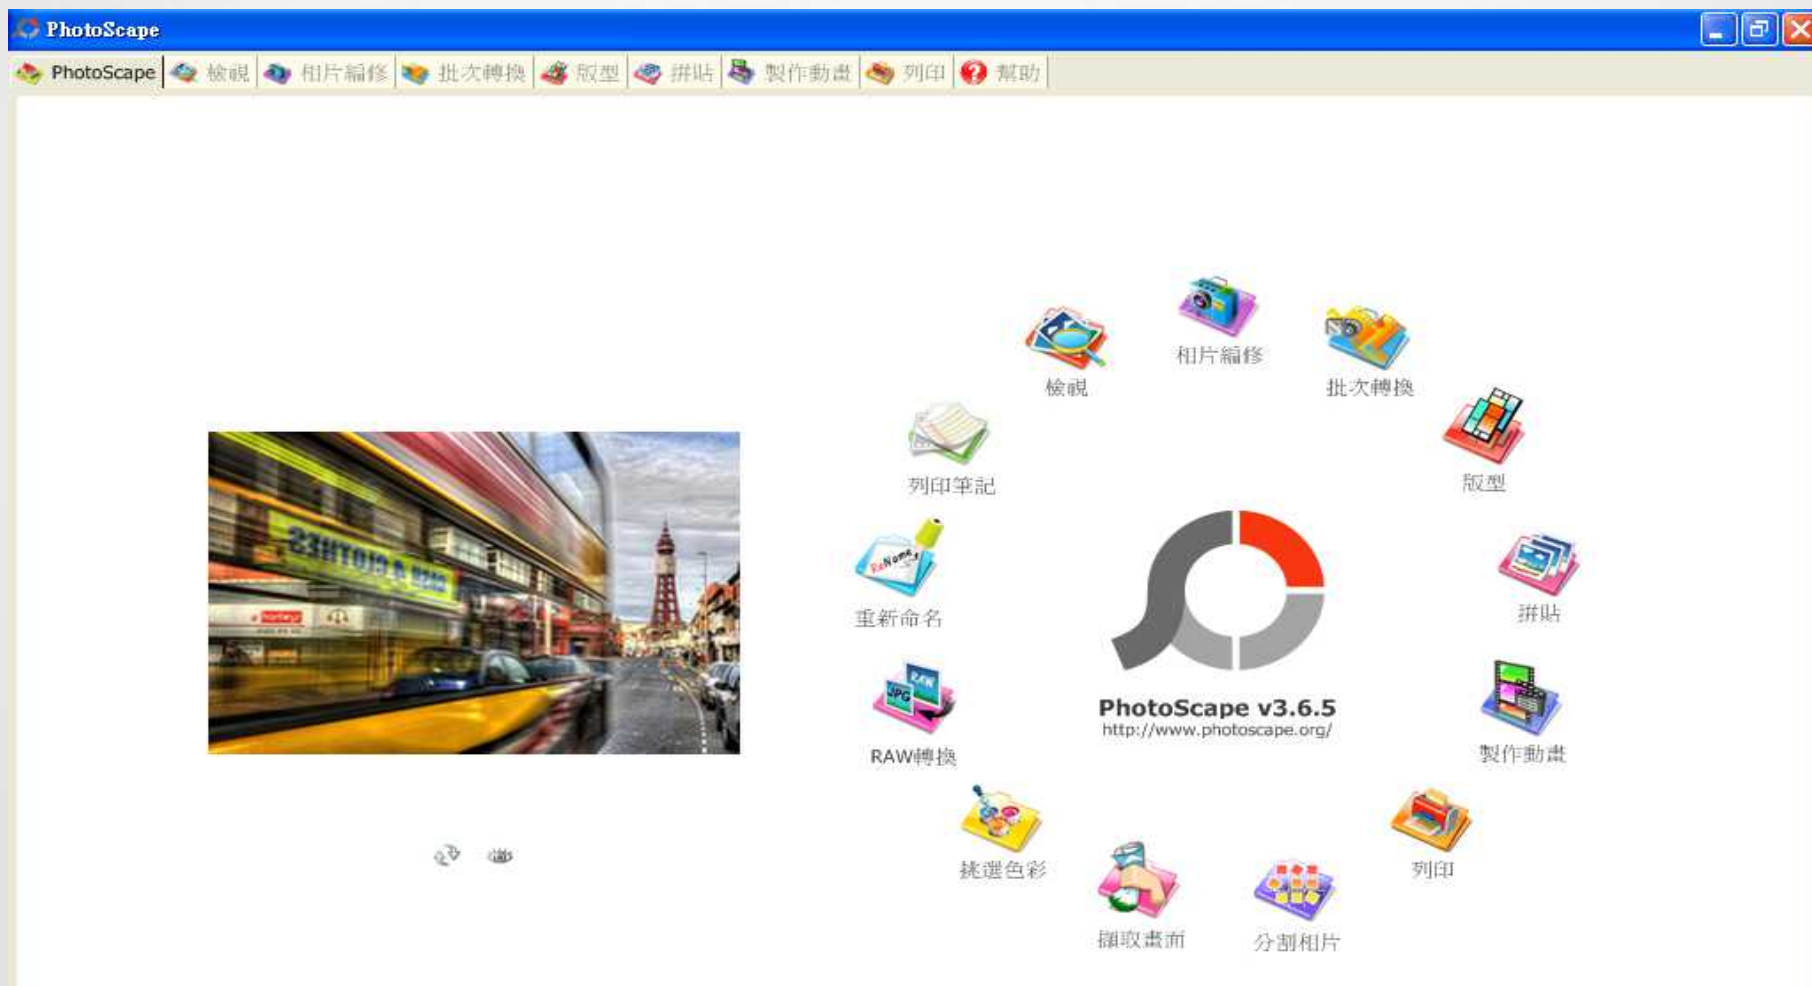 PhotoScape
PhotoScape 檢視 相片編修 批次轉換 版型 拼貼 製作動畫 列印 幫助
相片編修
檢視
批次轉換
版型
列印筆記
ReName
重新命名
拼貼
RAW
JPG
PhotoScape v3.6.5
http://www.photoscape.org/
RAW轉換
製作動畫
挑選色彩
列印
擷取畫面
分割相片